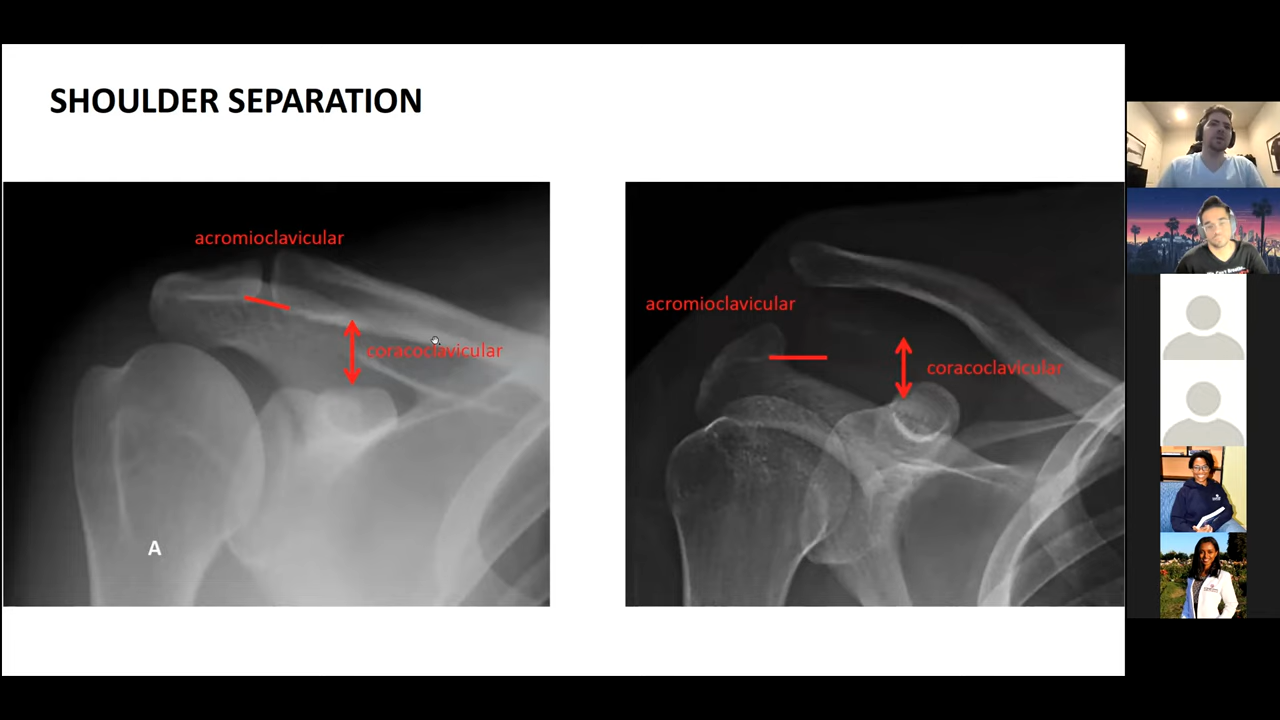 SHOULDER SEPARATION
acromioclavicular
coracoclavicular
A
acromioclavicular
coracoclavicular